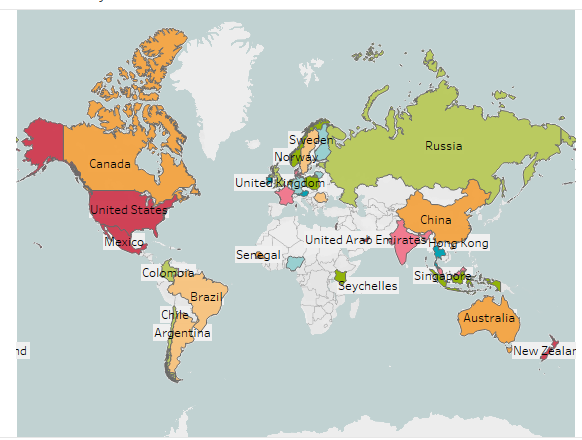 Sweden
Russia
Norway
Canada
United Kingdom
United States
China
Mexico
United Arab Emirates
Hong Kong
Senegal
Colombia
Singapore
Seychelles
Brazil
Chile
Australia
Argentina
nd
New Zealan